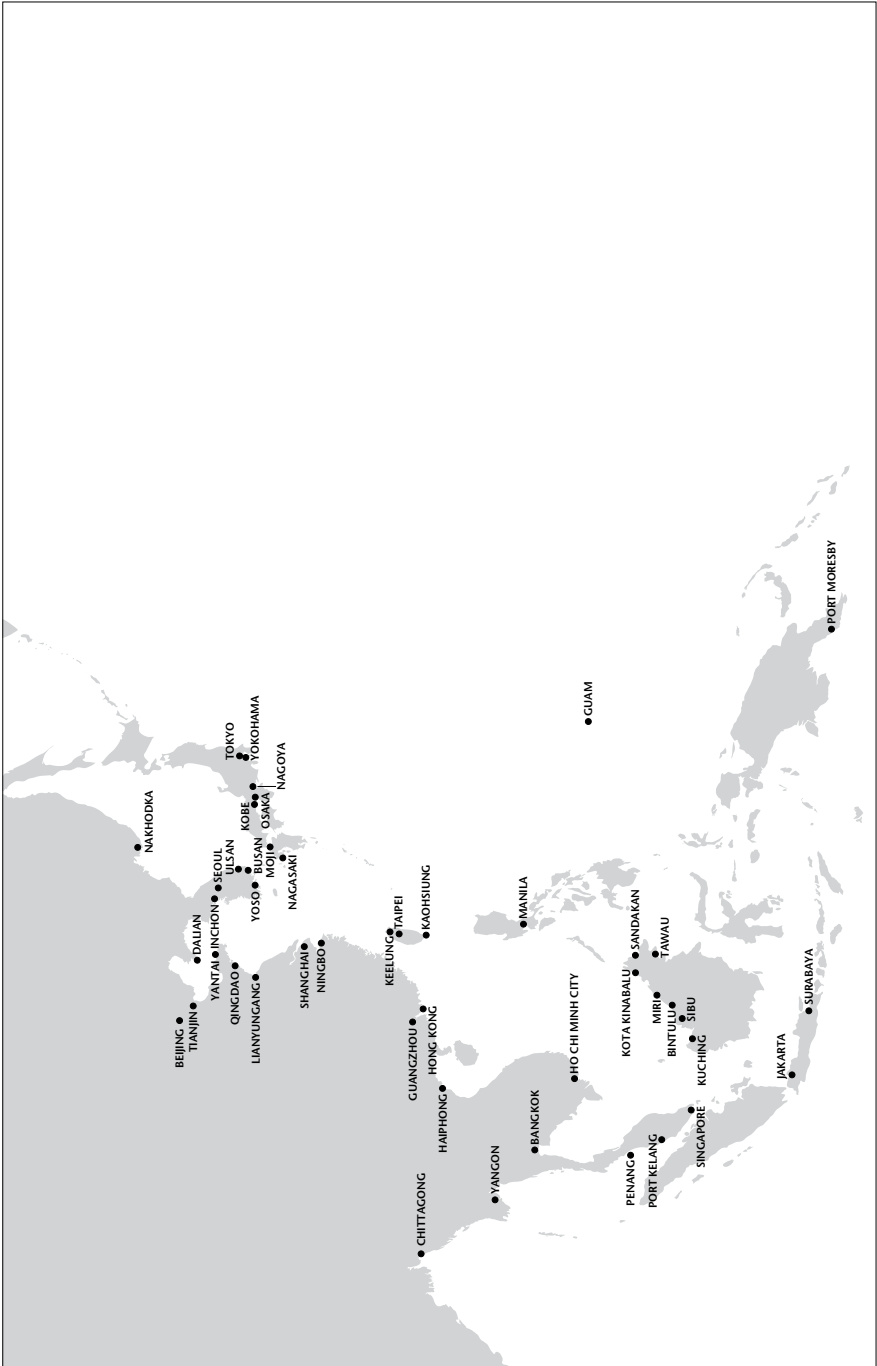 NAKHODKA
BEIJING
TIANJIN
DALIAN
YANTAI
INCHON
SEOUL
QINGDAO
ULSAN
TOKYO
YOKOHAMA
LIANYUNGANG
YOSO
BUSAN
KOBE
OSAKA
NAGOYA
MOJI
NAGASAKI
SHANGHAI
NINGBO
KEELUNG
TAIPEI
KAOHSIUNG
GUANGZHOU
HONG KONG
HAIPHONG
CHITTAGONG
YANGON
BANGKOK
MANILA
HO CHI MINH CITY
GUAM
PENANG
PORT KELANG
SINGAPORE
KOTA KINABALU
SANDAKAN
TAWAU
MIRI
BINTULU
SIBU
KUCHING
JAKARTA
SURABAYA
PORT MORESBY